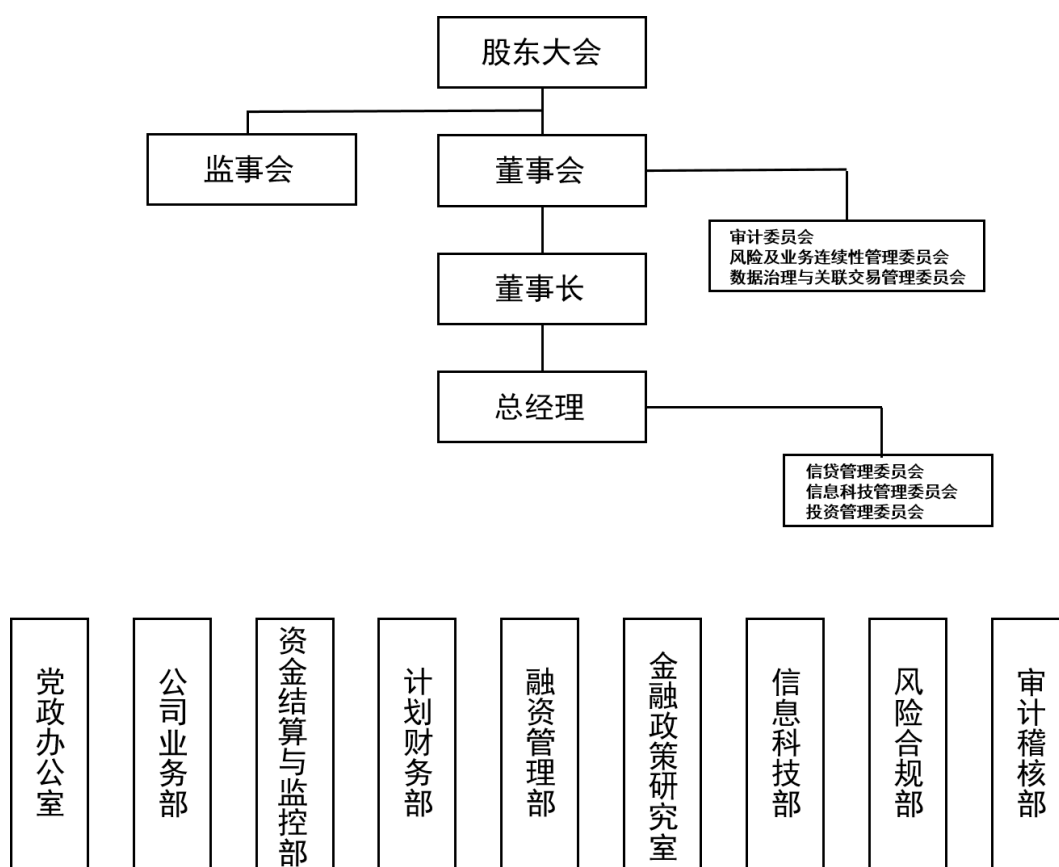 股东大会
监事会
董事会
审计委员会
风险及业务连续性管理委员会
数据治理与关联交易管理委员会
董事长
总经理
信贷管理委员会
信息科技管理委员会
投资管理委员会
党政办公室
公司业务部
资金结算与监控部
计划财务部
融资管理部
金融政策研究室
信息科技部
风险合规部
审计稽核部